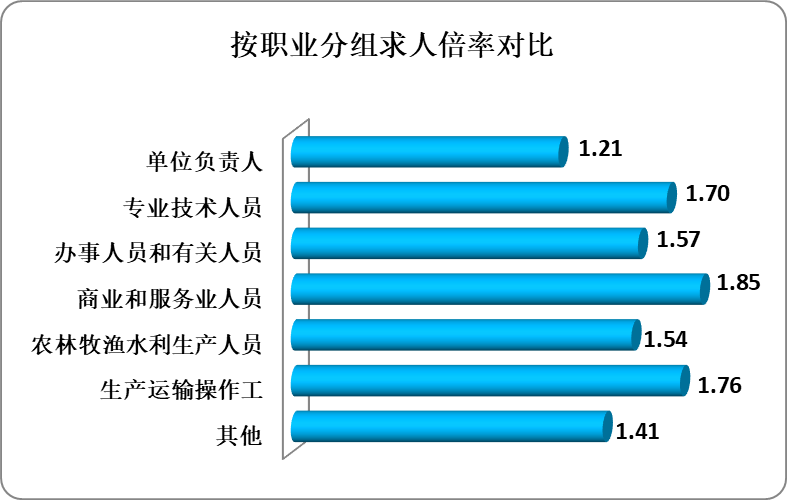 按职业分组求人倍率对比
单位负责人 1.21
专业技术人员 1.70
办事人员和有关人员 1.57
商业和服务业人员 1.85
农林牧渔水利生产人员 1.54
生产运输操作工 1.76
其他 1.41